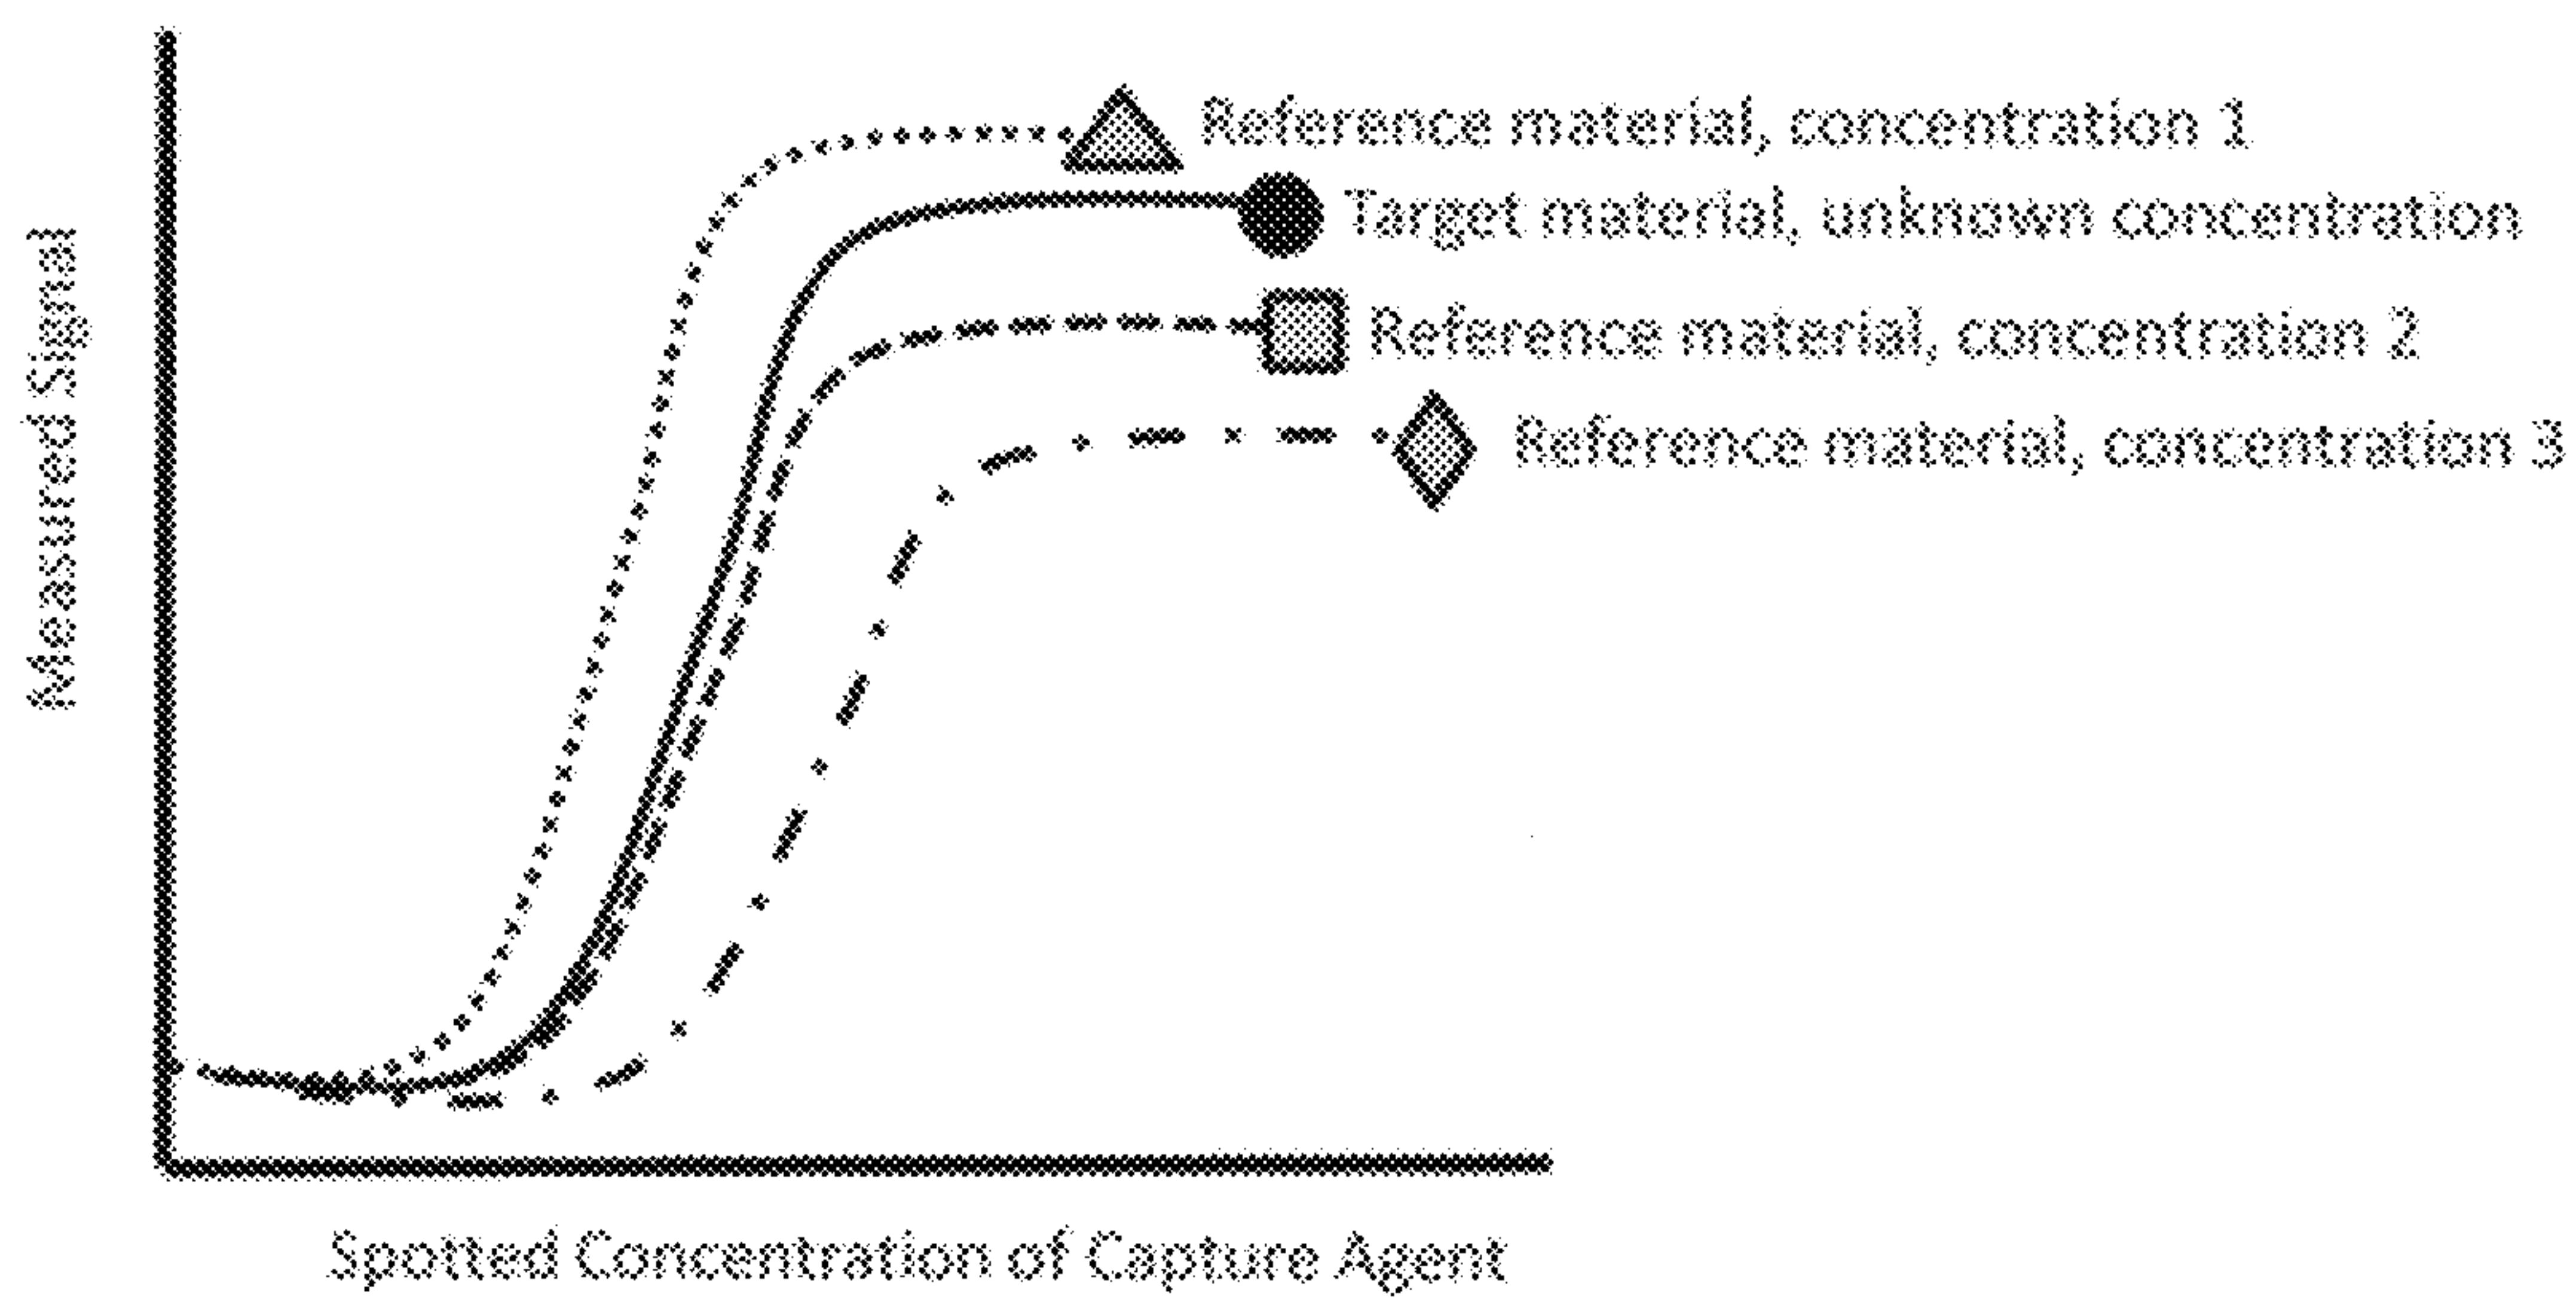 Measured Signal
Reference material, concentration 1
Target material, unknown concentration
Reference material, concentration 2
Reference material, concentration 3
Spotted Concentration of Capture Agent